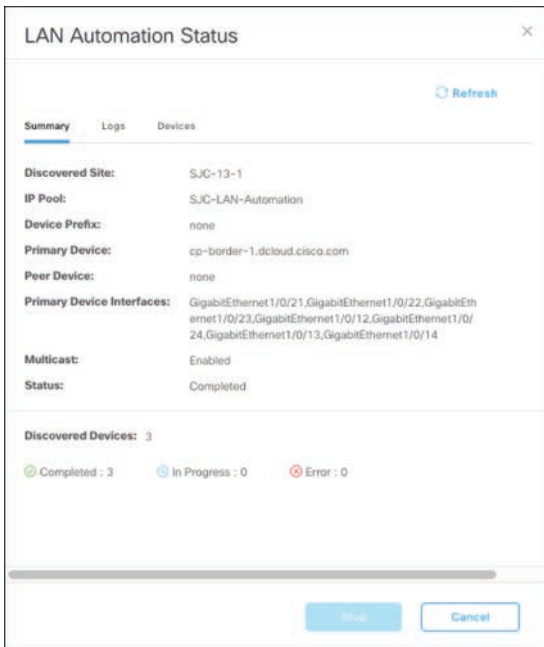 LAN Automation Status
Refresh
Summary Logs Devices
Discovered Site: SJC-13-1
IP Pool: SJC-LAN-Automation
Device Prefix: none
Primary Device: cp-border-1.dcloud.cisco.com
Peer Device: none
Primary Device Interfaces: GigabitEthernet1/0/21,GigabitEthernet1/0/22,GigabitEth
ernet1/0/23,GigabitEthernet1/0/12,GigabitEthernet1/0/
24,GigabitEthernet1/0/13,GigabitEthernet1/0/14
Multicast: Enabled
Status: Completed
Discovered Devices: 3
Completed : 3 In Progress : 0 Error : 0
Stop Cancel